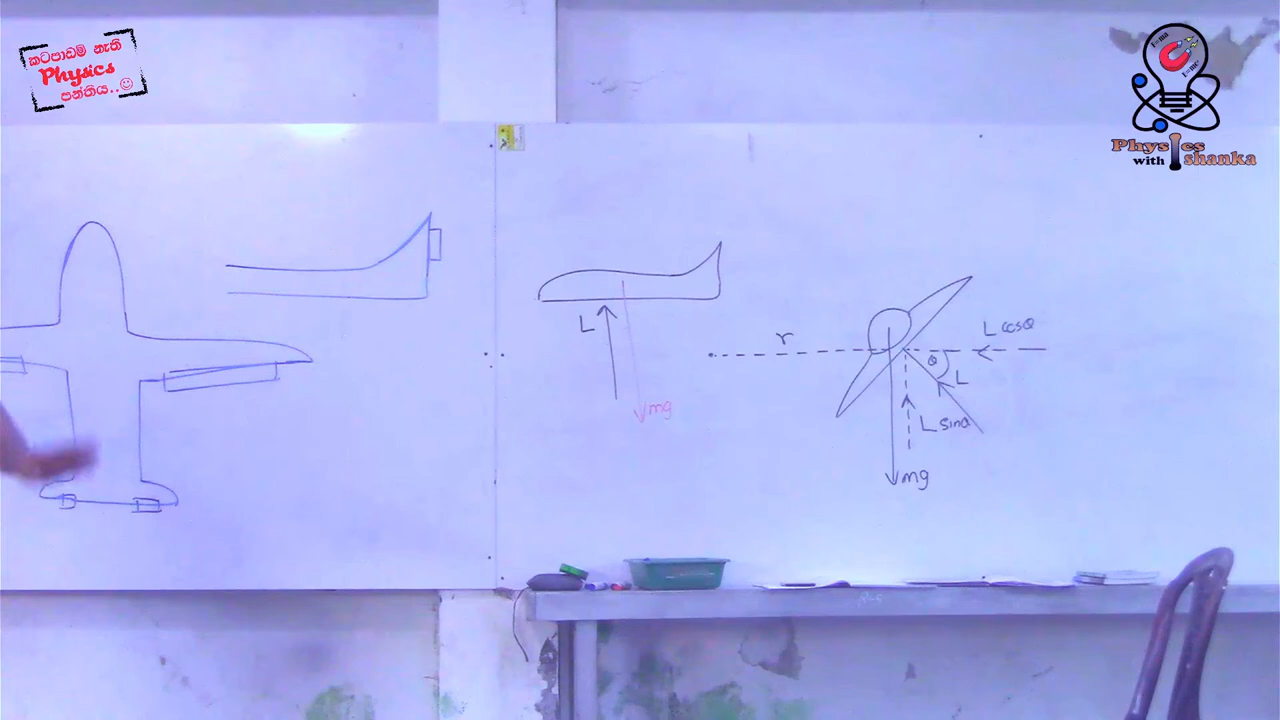 කටපාඩම් නැති
Physics
පන්තිය..
Physics
with Ishanka
L
mg
r
L cosθ
θ
L
L sinθ
mg